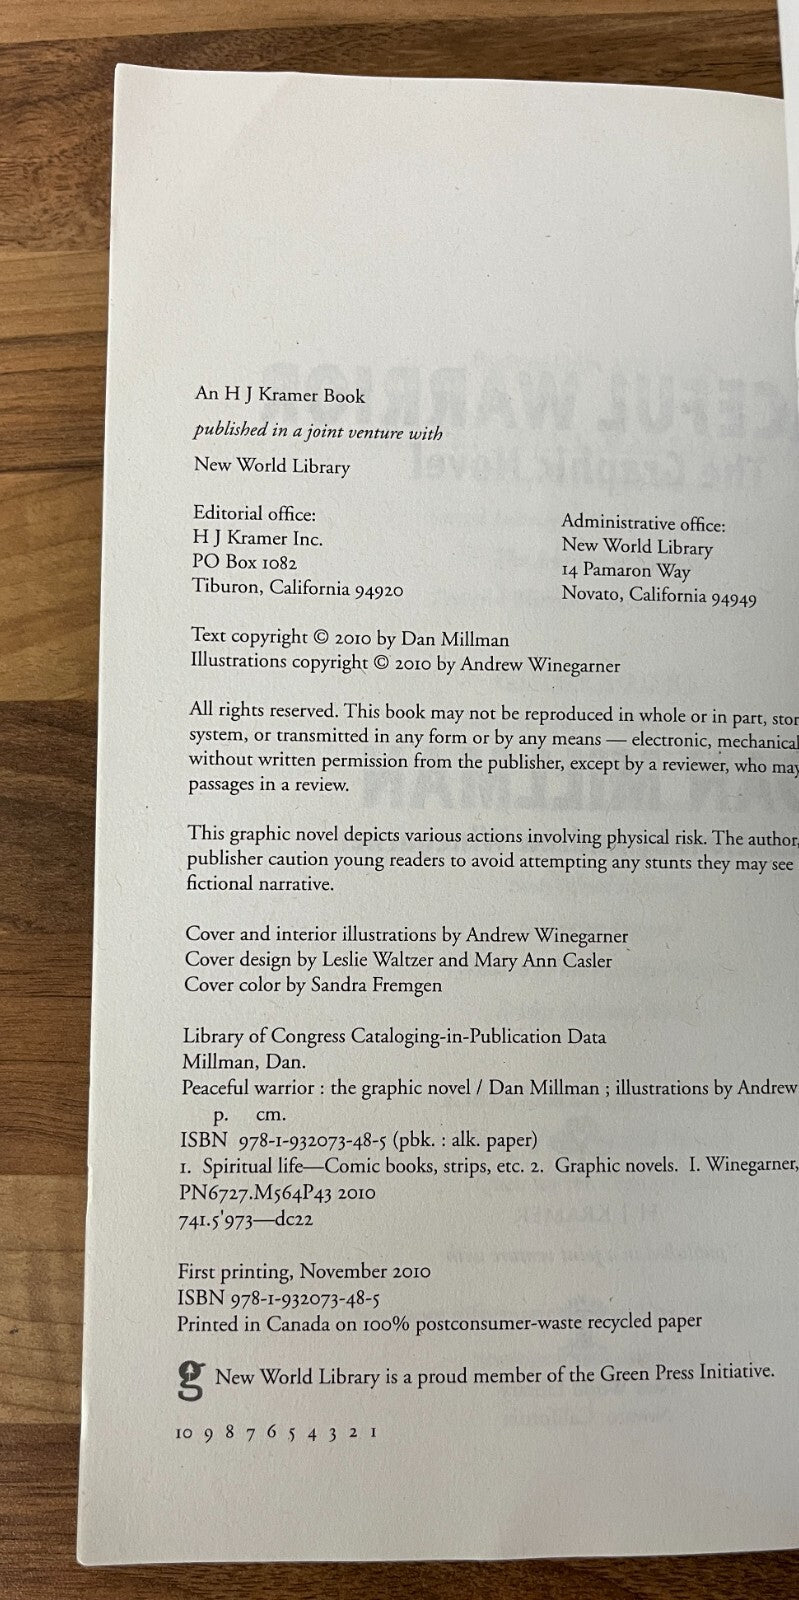 An H J Kramer Book
published in a joint venture with
New World Library
Editorial office:
H J Kramer Inc.
PO Box 1082
Tiburon, California 94920
Administrative office:
New World Library
14 Pamaron Way
Novato, California 94949
Text copyright © 2010 by Dan Millman
Illustrations copyright © 2010 by Andrew Winegarner
All rights reserved. This book may not be reproduced in whole or in part, stor
system, or transmitted in any form or by any means — electronic, mechanical
without written permission from the publisher, except by a reviewer, who may
passages in a review.
This graphic novel depicts various actions involving physical risk. The author,
publisher caution young readers to avoid attempting any stunts they may see
fictional narrative.
Cover and interior illustrations by Andrew Winegarner
Cover design by Leslie Waltzer and Mary Ann Casler
Cover color by Sandra Fremgen
Library of Congress Cataloging-in-Publication Data
Millman, Dan.
Peaceful warrior : the graphic novel / Dan Millman ; illustrations by Andrew
p. cm.
ISBN 978-1-932073-48-5 (pbk. : alk. paper)
1. Spiritual life—Comic books, strips, etc. 2. Graphic novels. I. Winegarner,
PN6727.M564P43 2010
741.5'973—dc22
First printing, November 2010
ISBN 978-1-932073-48-5
Printed in Canada on 100% postconsumer-waste recycled paper
g New World Library is a proud member of the Green Press Initiative.
10 9 8 7 6 5 4 3 2 1